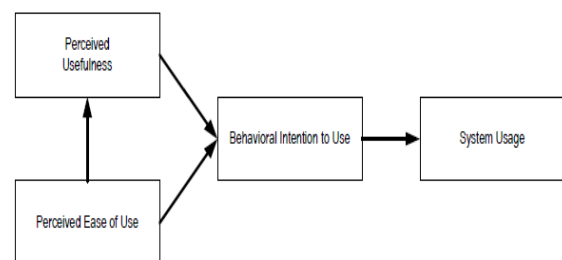 Perceived
Usefulness
Behavioral Intention to Use
System Usage
Perceived Ease of Use